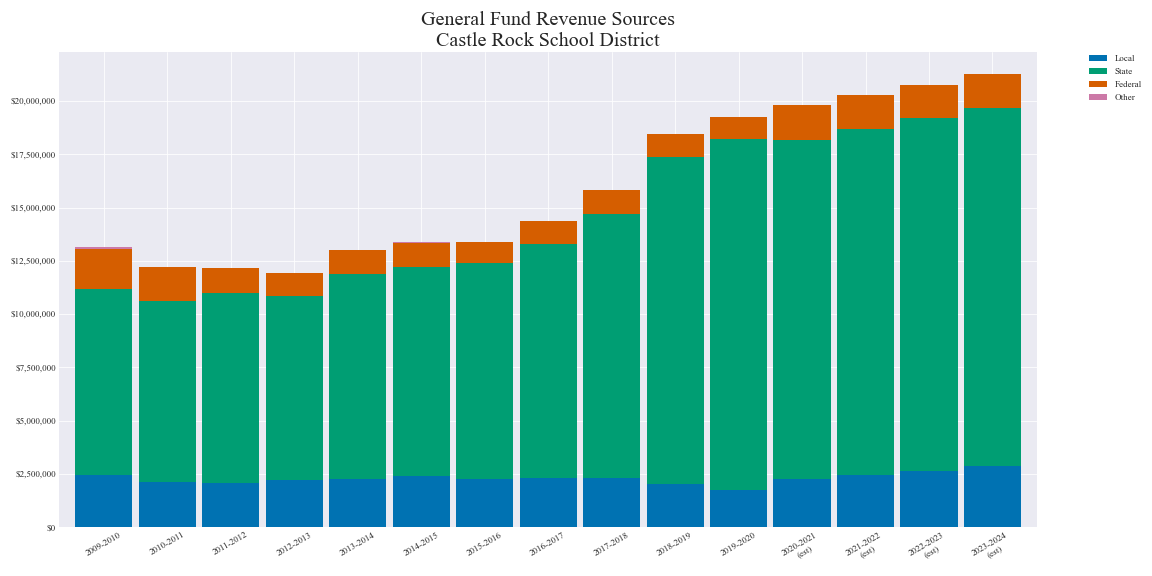 General Fund Revenue Sources
Castle Rock School District
Local
State
Federal
Other
$20,000,000
$17,500,000
$15,000,000
$12,500,000
$10,000,000
$7,500,000
$5,000,000
$2,500,000
$0
2009-2010
2010-2011
2011-2012
2012-2013
2013-2014
2014-2015
2015-2016
2016-2017
2017-2018
2018-2019
2019-2020
2020-2021
(est)
2021-2022
(est)
2022-2023
(est)
2023-2024
(est)